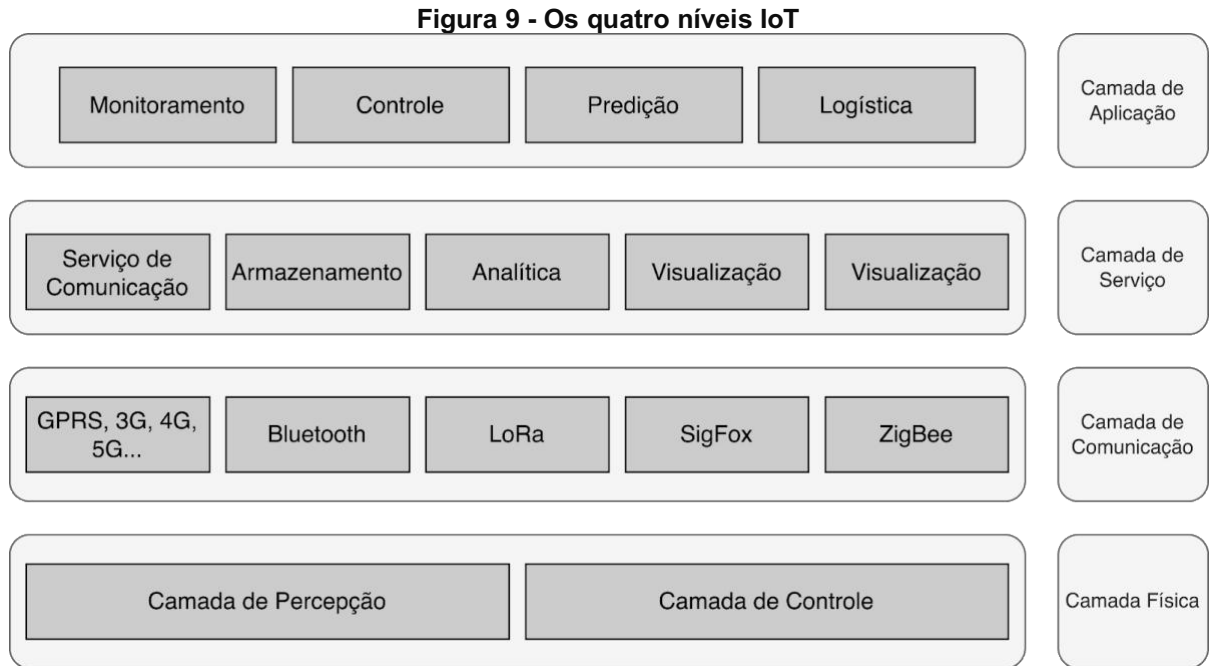 Figura 9 - Os quatro níveis IoT
Monitoramento
Controle
Predição
Logística
Camada de
Aplicação
Serviço de
Comunicação
Armazenamento
Analítica
Visualização
Visualização
Camada de
Serviço
GPRS, 3G, 4G,
5G...
Bluetooth
LoRa
SigFox
ZigBee
Camada de
Comunicação
Camada de Percepção
Camada de Controle
Camada Física